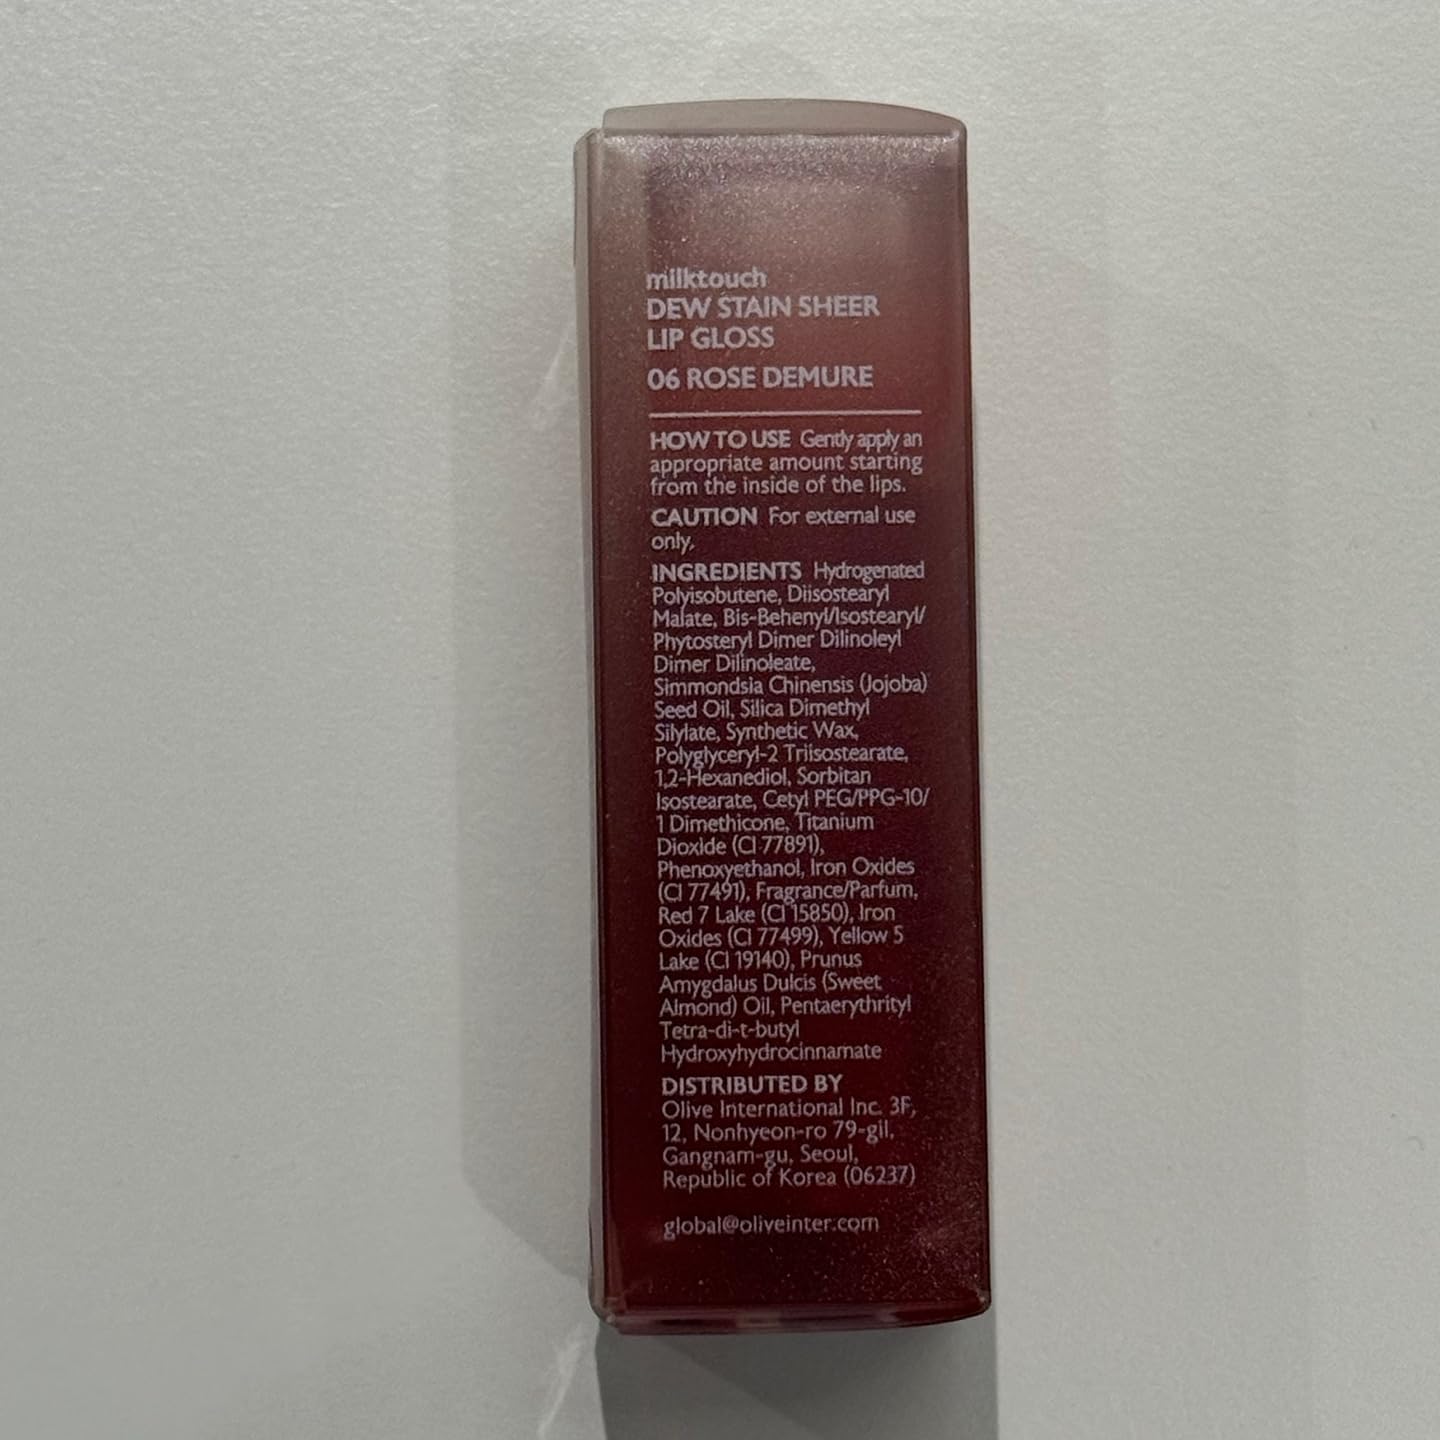 milktouch
DEW STAIN SHEER
LIP GLOSS
06 ROSE DEMURE
HOW TO USE Gently apply an
appropriate amount starting
from the inside of the lips.
CAUTION For external use
only.
INGREDIENTS Hydrogenated
Polyisobutene, Diisostearyl
Malate, Bis-Behenyl/Isostearyl/
Phytosteryl Dimer Dilinoleyl
Dimer Dilinoleate,
Simmondsia Chinensis (Jojoba)
Seed Oil, Silica Dimethyl
Silylate, Synthetic Wax,
Polyglyceryl-2 Triisostearate,
1,2-Hexanediol, Sorbitan
Isostearate, Cetyl PEG/PPG-10/
1 Dimethicone, Titanium
Dioxide (CI 77891),
Phenoxyethanol, Iron Oxides
(CI 77491), Fragrance/Parfum,
Red 7 Lake (CI 15850), Iron
Oxides (CI 77499), Yellow 5
Lake (CI 19140), Prunus
Amygdalus Dulcis (Sweet
Almond) Oil, Pentaerythrityl
Tetra-di-t-butyl
Hydroxyhydrocinnamate
DISTRIBUTED BY
Olive International Inc. 3F,
12, Nonhyeon-ro 79-gil,
Gangnam-gu, Seoul,
Republic of Korea (06237)
global@oliveinter.com